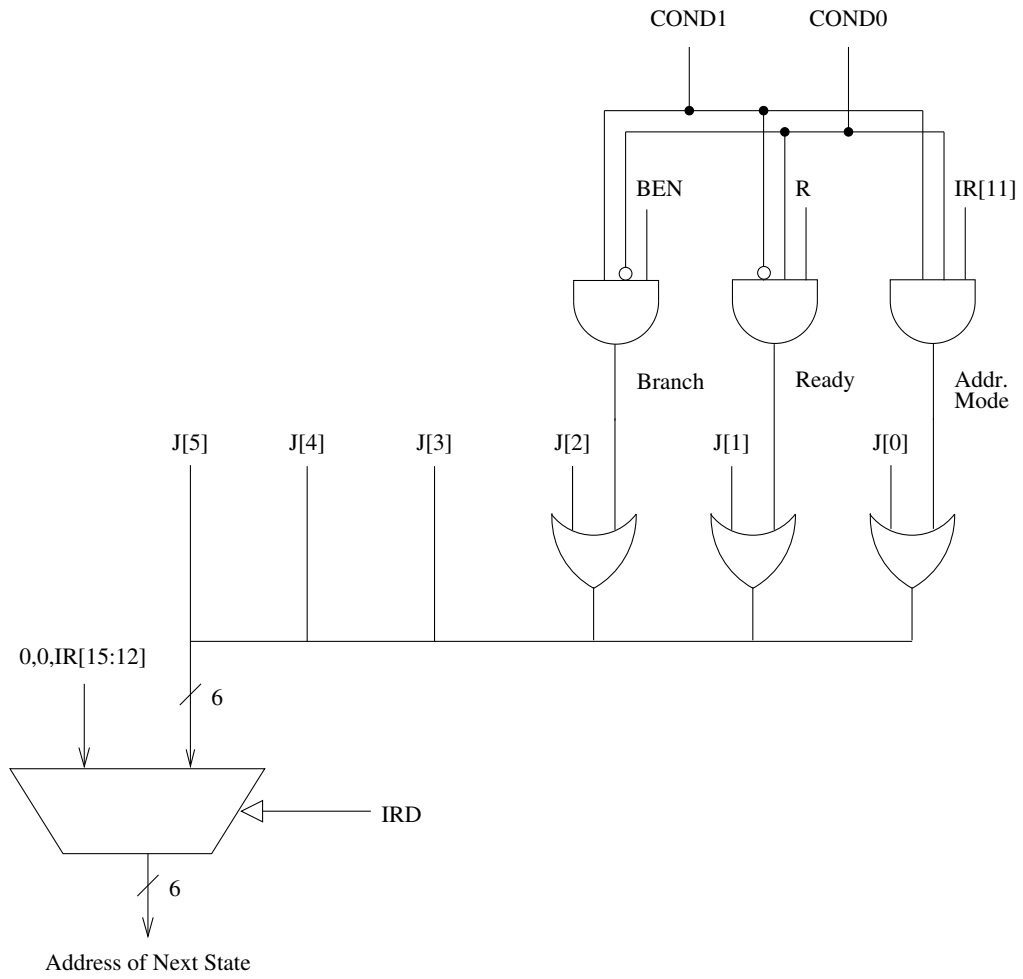 COND1
COND0
BEN
R
IR[11]
Branch
Ready
Addr.
Mode
J[5]
J[4]
J[3]
J[2]
J[1]
J[0]
0,0,IR[15:12]
6
IRD
6
Address of Next State